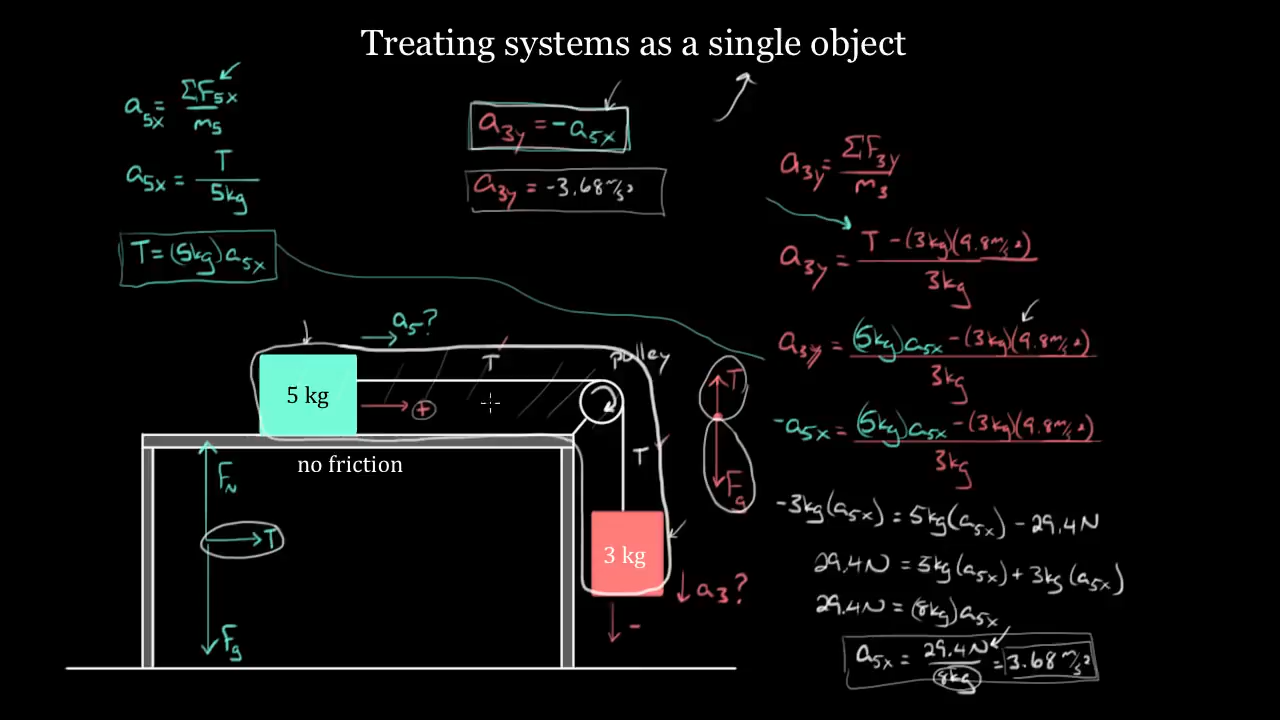 Treating systems as a single object
a5x = ΣF5x / m5
a5x = T / 5kg
T = (5kg) a5x
a3y = -a5x
a3y = -3.68 m/s²
a3y = ΣF3y / m3
a3y = T - (3kg)(9.8 m/s²) / 3kg
a3y = (5kg) a5x - (3kg)(9.8 m/s²) / 3kg
-a5x = (5kg) a5x - (3kg)(9.8 m/s²) / 3kg
-3kg (a5x) = 5kg (a5x) - 29.4N
29.4N = 5kg (a5x) + 3kg (a5x)
29.4N = (8kg) a5x
a5x = 29.4N / 8kg = 3.68 m/s²
a5?
T
pulley
5 kg
+
no friction
T
3 kg
a3?
-
FN
T
Fg
T
Fg